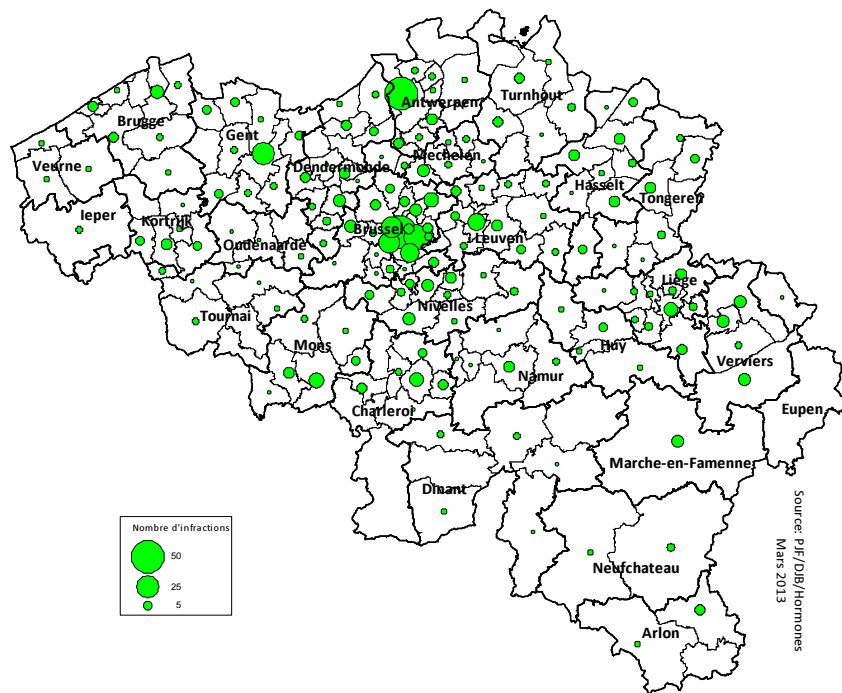 Antwerpen
Turnhout
Brugge
Gent
Mechelen
Veurne
Dendermonde
Hasselt
Tongeren
Ieper
Kortrijk
Brussel
Leuven
Oudenaarde
Liège
Nivelles
Tournai
Mons
Huy
Verviers
Namur
Charleroi
Eupen
Marche-en-Famenne
Dinant
Neufchateau
Arlon
Nombre d'infractions
50
25
5
Source: PJF/DJB/Hormones
Mars 2013